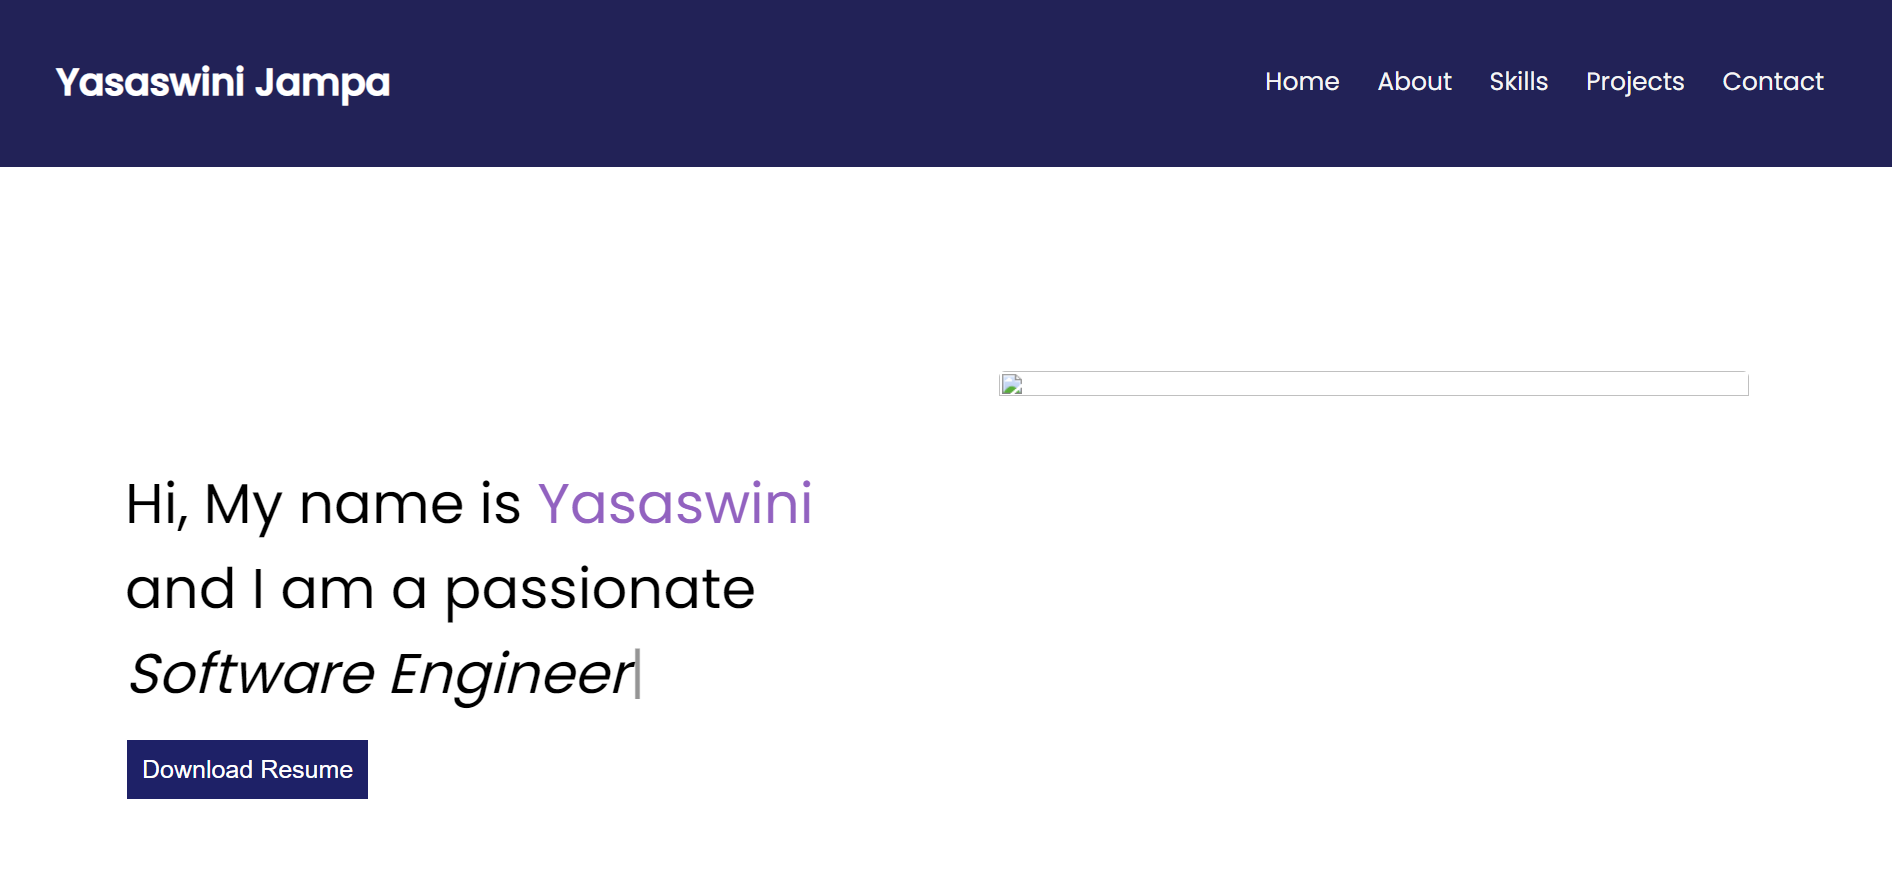 Yasaswini Jampa
Home About Skills Projects Contact
Hi, My name is Yasaswini
and I am a passionate
Software Engineer|
Download Resume